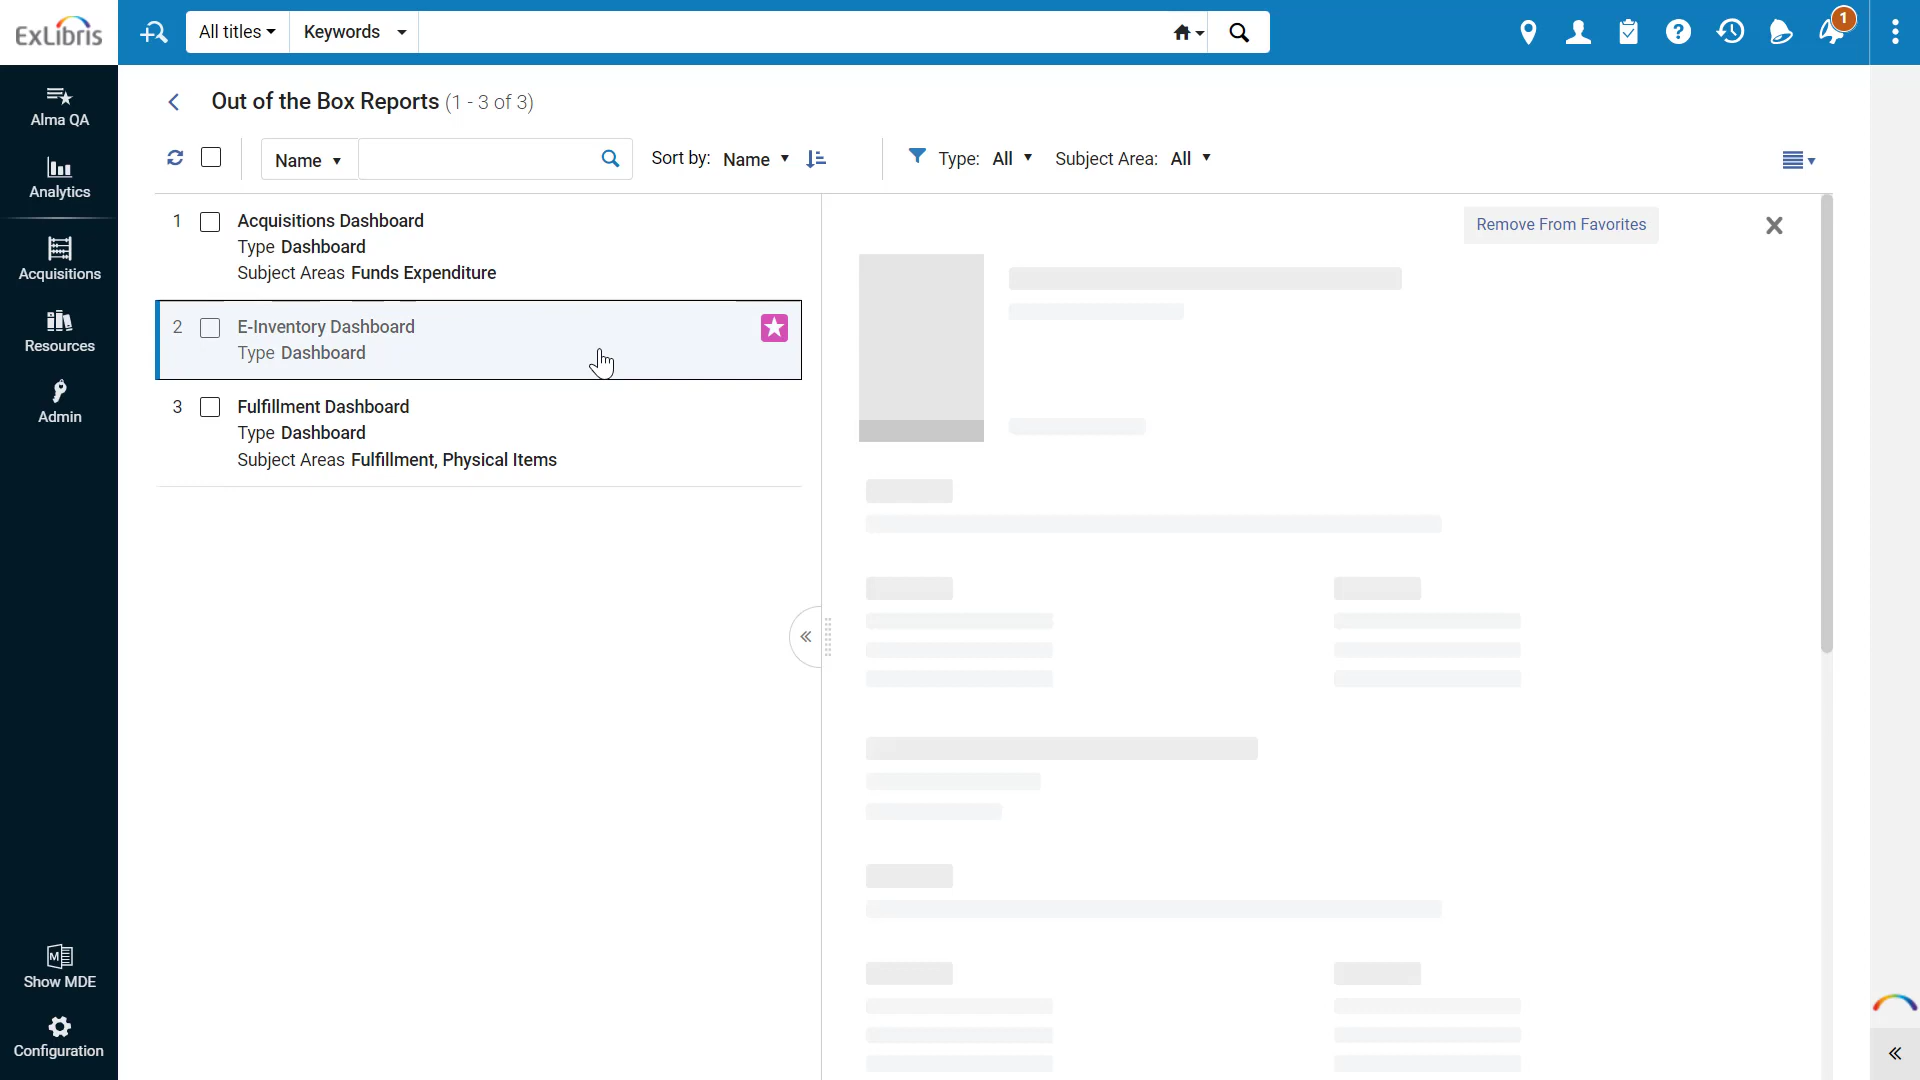 ExLibris
All titles
Keywords
1
Alma QA
Analytics
Acquisitions
Resources
Admin
Show MDE
Configuration
Out of the Box Reports (1 - 3 of 3)
Name
Sort by: Name
Type: All
Subject Area: All
1 Acquisitions Dashboard
Type Dashboard
Subject Areas Funds Expenditure
2 E-Inventory Dashboard
Type Dashboard
3 Fulfillment Dashboard
Type Dashboard
Subject Areas Fulfillment, Physical Items
Remove From Favorites